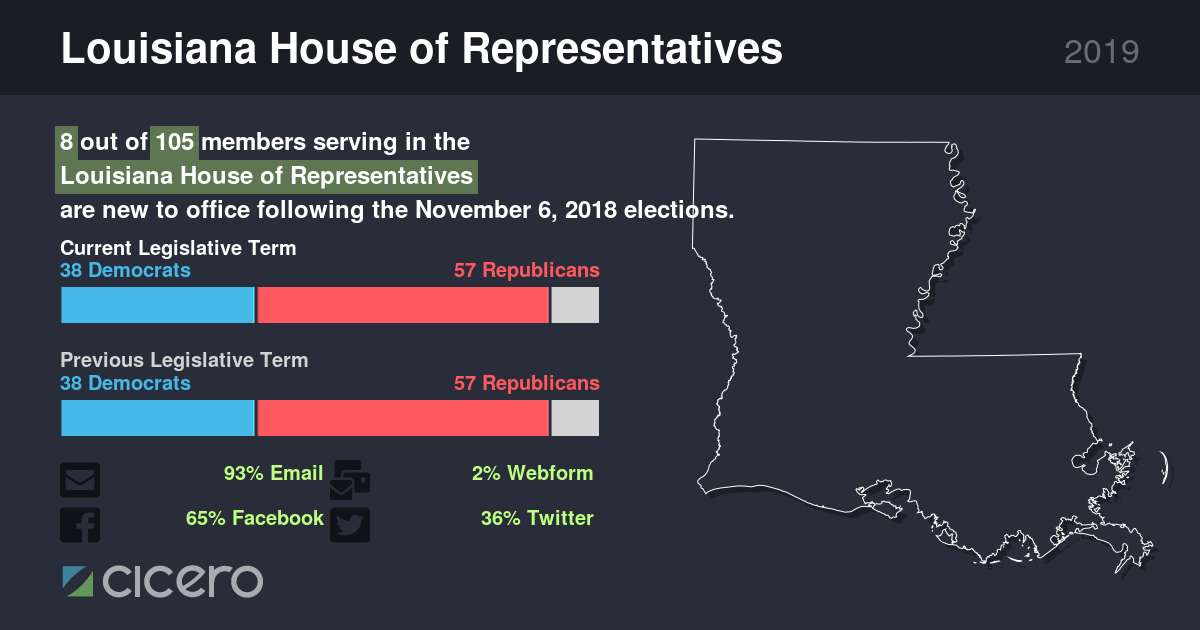 Louisiana House of Representatives
2019
8 out of 105 members serving in the
Louisiana House of Representatives
are new to office following the November 6, 2018 elections.
Current Legislative Term
38 Democrats 57 Republicans
Previous Legislative Term
38 Democrats 57 Republicans
93% Email 2% Webform
65% Facebook 36% Twitter
cicero